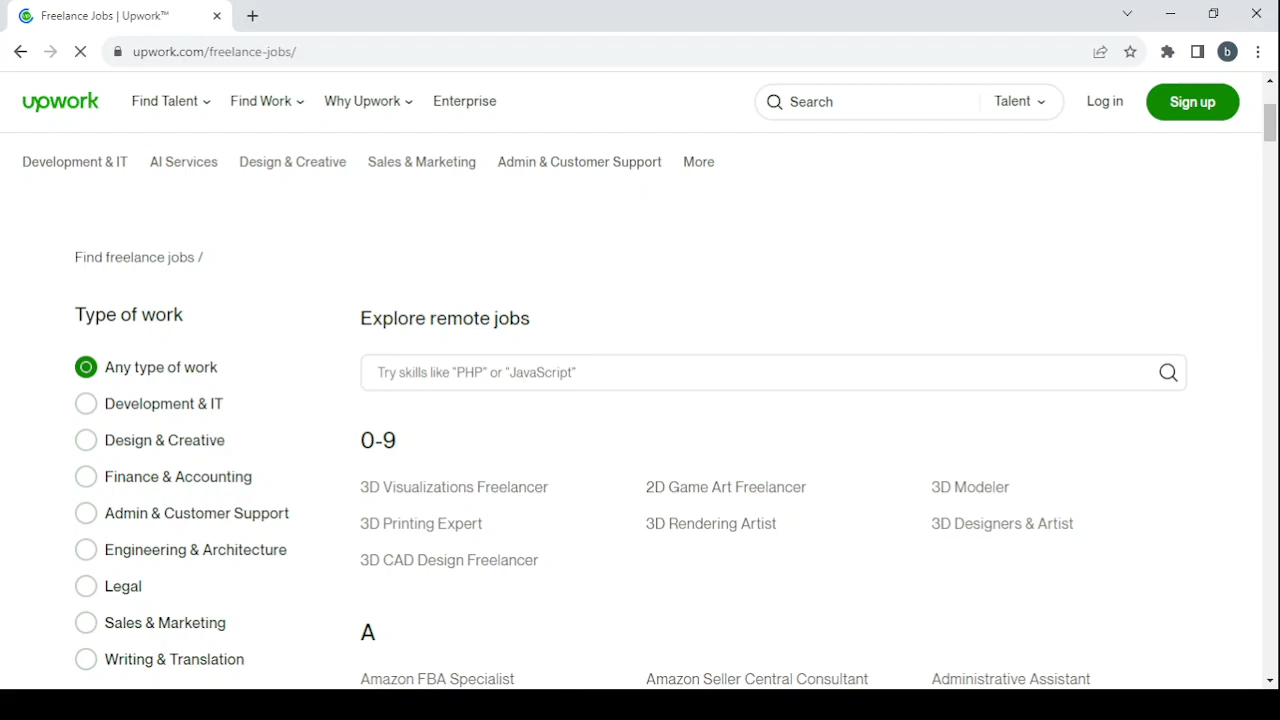 Freelance Jobs | Upwork™
upwork.com/freelance-jobs/
b
upwork Find Talent Find Work Why Upwork Enterprise Search Talent Log in Sign up
Development & IT AI Services Design & Creative Sales & Marketing Admin & Customer Support More
Find freelance jobs /
Type of work
Any type of work
Development & IT
Design & Creative
Finance & Accounting
Admin & Customer Support
Engineering & Architecture
Legal
Sales & Marketing
Writing & Translation
Explore remote jobs
Try skills like "PHP" or "JavaScript"
0-9
3D Visualizations Freelancer 2D Game Art Freelancer 3D Modeler
3D Printing Expert 3D Rendering Artist 3D Designers & Artist
3D CAD Design Freelancer
A
Amazon FBA Specialist Amazon Seller Central Consultant Administrative Assistant